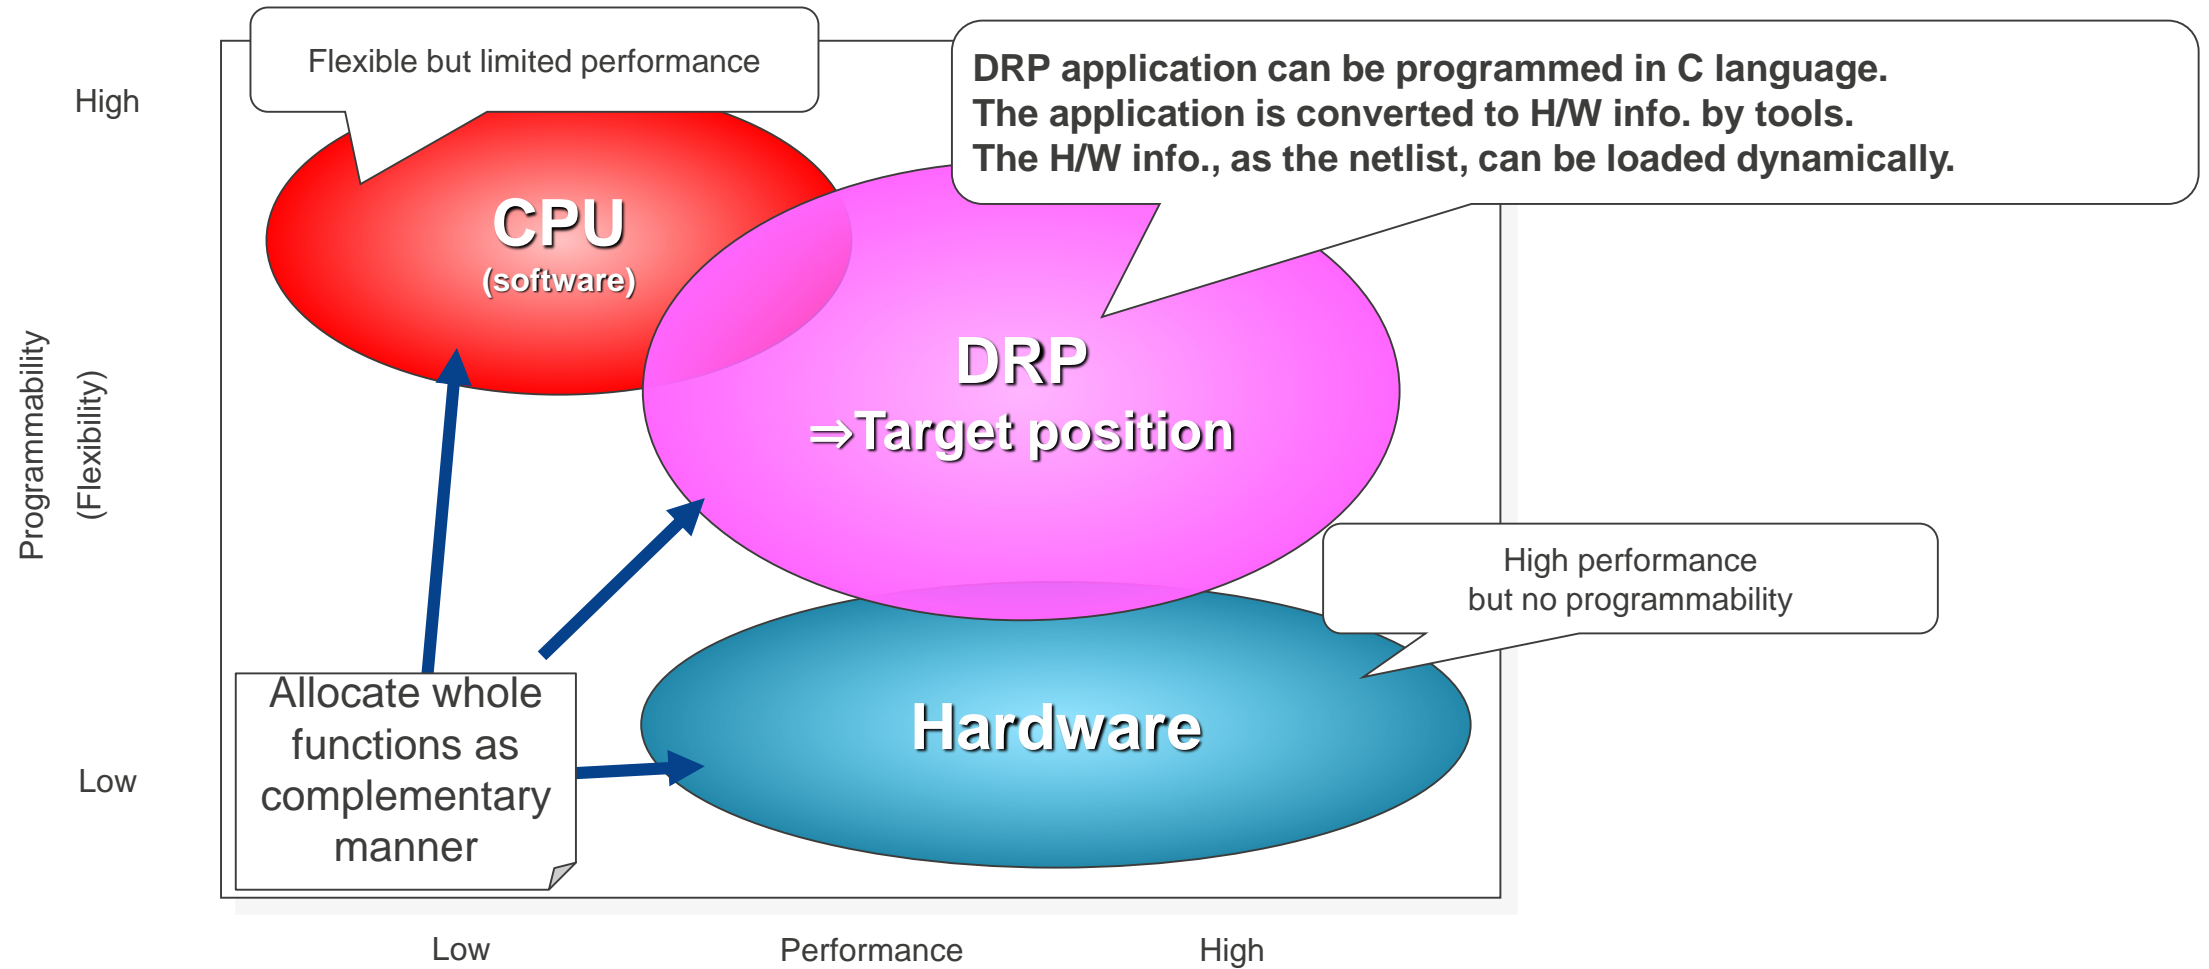 Flexible but limited performance
DRP application can be programmed in C language.
The application is converted to H/W info. by tools.
The H/W info., as the netlist, can be loaded dynamically.
High
CPU
(software)
DRP
⇒Target position
Programmability
(Flexibility)
High performance
but no programmability
Allocate whole
functions as
complementary
manner
Hardware
Low
Low
Performance
High